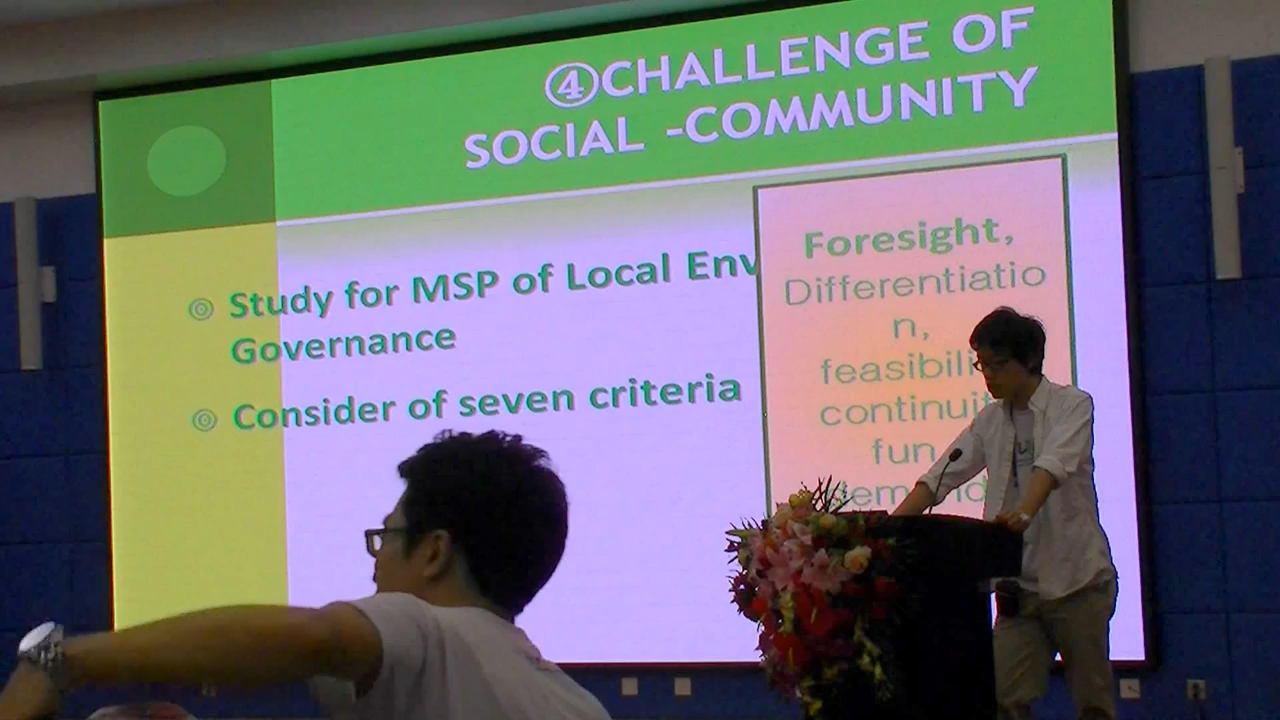 ④CHALLENGE OF
SOCIAL -COMMUNITY
Study for MSP of Local Env
Governance
Consider of seven criteria
Foresight,
Differentiatio
n,
feasibili
continuit
fun
demand